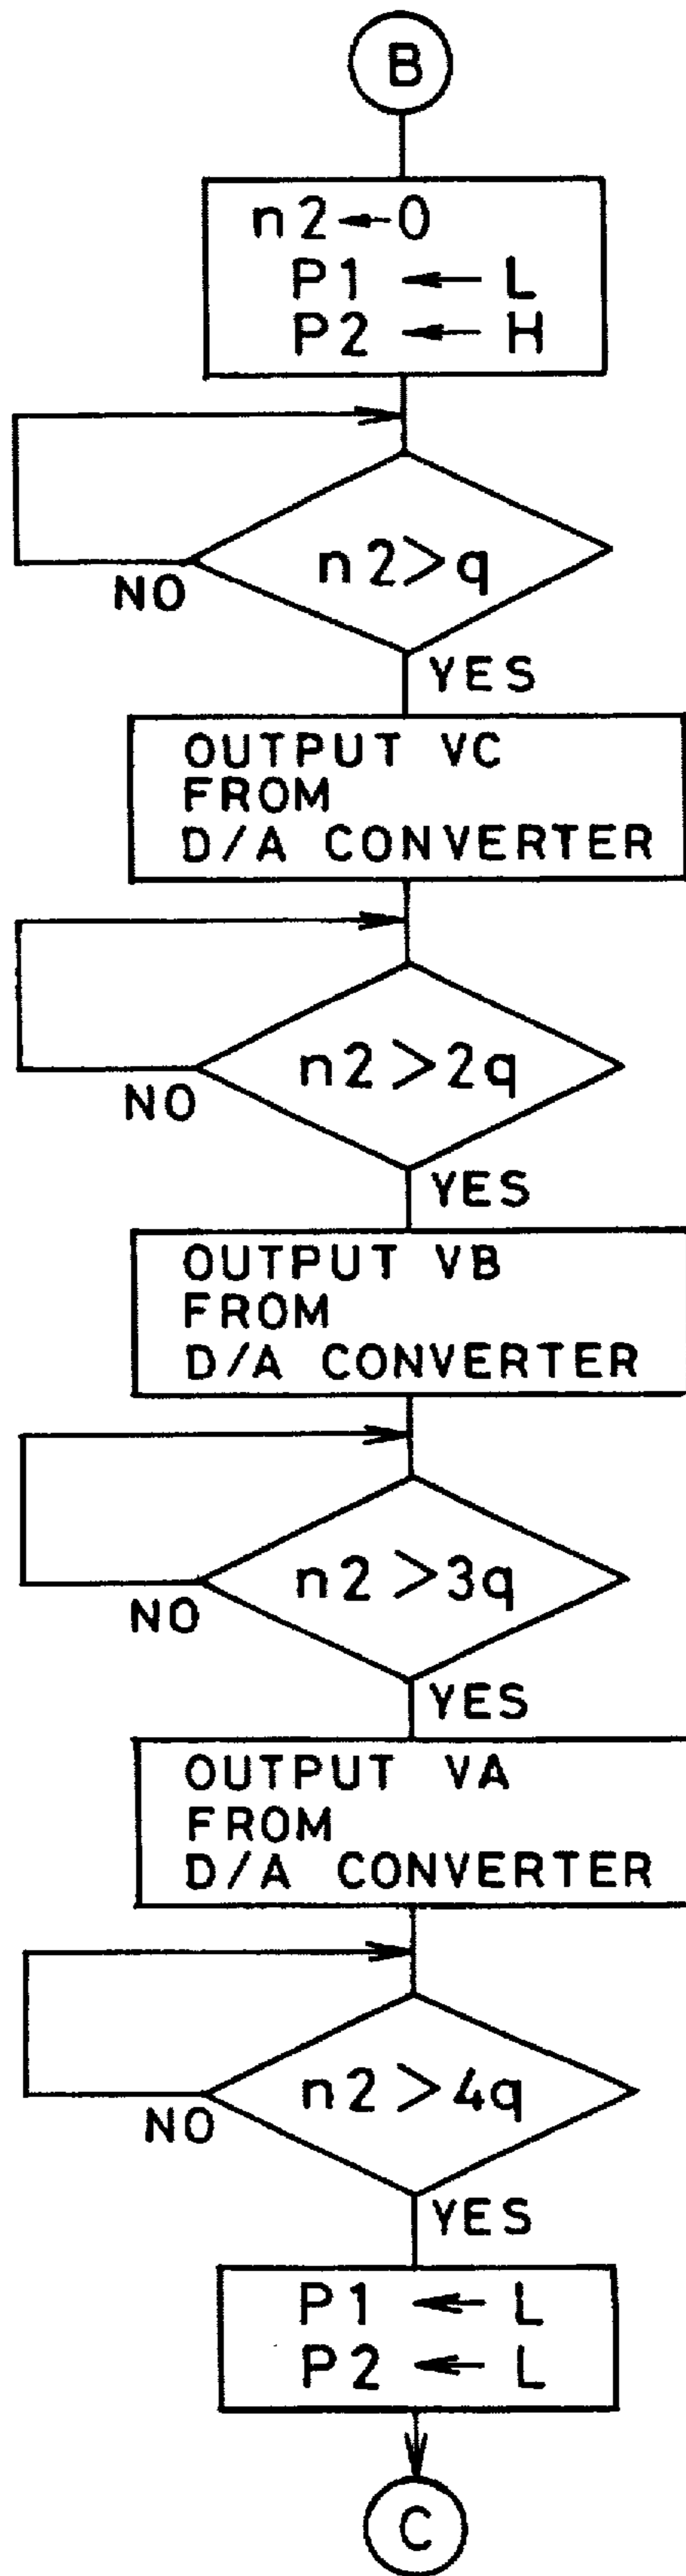 B
n2←0
P1 ← L
P2 ← H
n2>q
NO
YES
OUTPUT VC
FROM
D/A CONVERTER
n2>2q
NO
YES
OUTPUT VB
FROM
D/A CONVERTER
n2>3q
NO
YES
OUTPUT VA
FROM
D/A CONVERTER
n2>4q
NO
YES
P1 ← L
P2 ← L
C